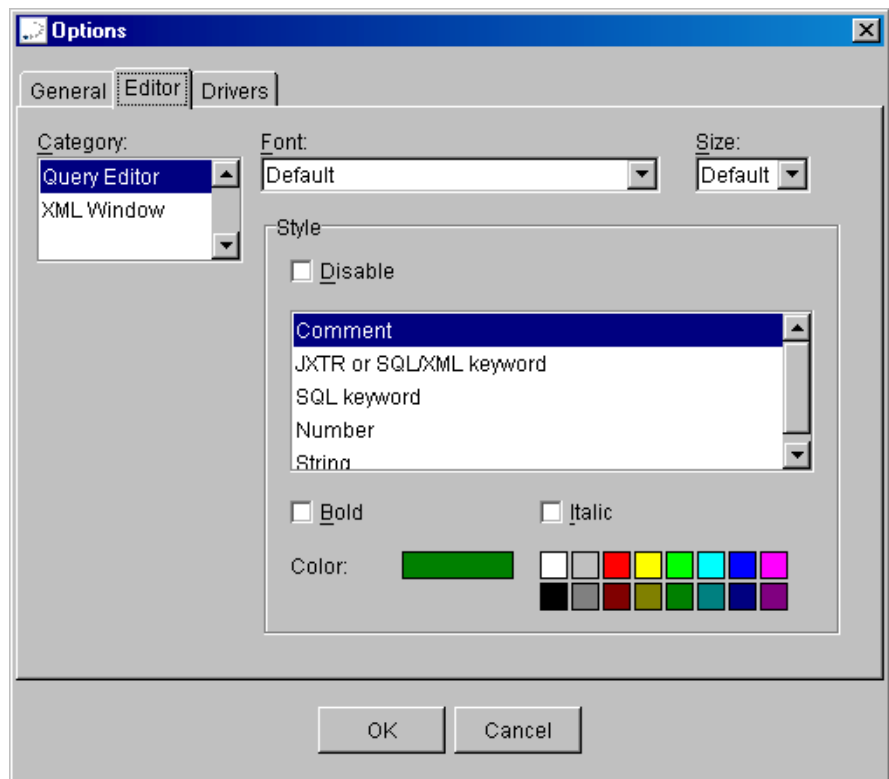 Options
General Editor Drivers
Category: Font: Size:
Query Editor Default Default
XML Window
Style
Disable
Comment
JXTR or SQL/XML keyword
SQL keyword
Number
String
Bold Italic
Color:
OK Cancel